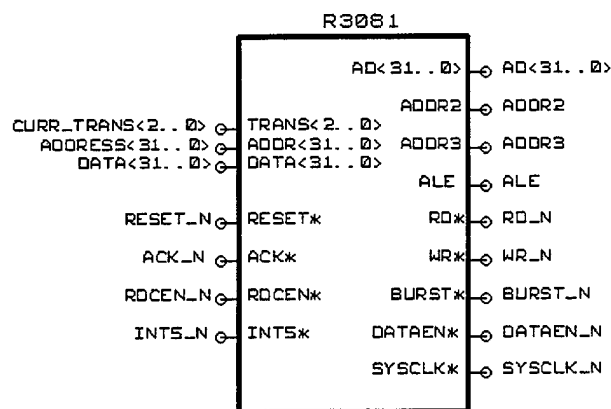 R3081
AD<31..0> AD<31..0>
ADDR2 ADDR2
CURR_TRANS<2..0> TRANS<2..0>
ADDRESS<31..0> ADDR<31..0> ADDR3 ADDR3
DATA<31..0> DATA<31..0>
ALE ALE
RESET_N RESET* RD* RD_N
ACK_N ACK* WR* WR_N
RDCEN_N RDCEN* BURST* BURST_N
INT5_N INT5* DATAEN* DATAEN_N
SYSCLK* SYSCLK_N